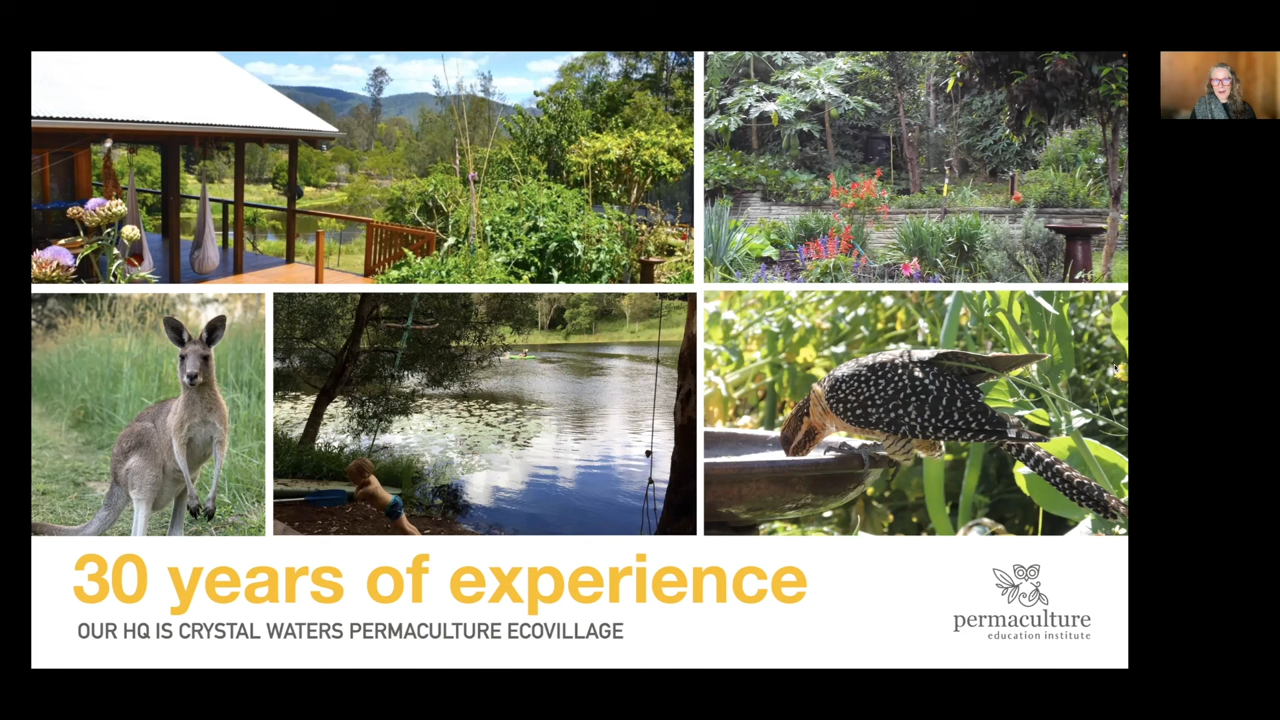 30 years of experience
OUR HQ IS CRYSTAL WATERS PERMACULTURE ECOVILLAGE
permaculture
education institute